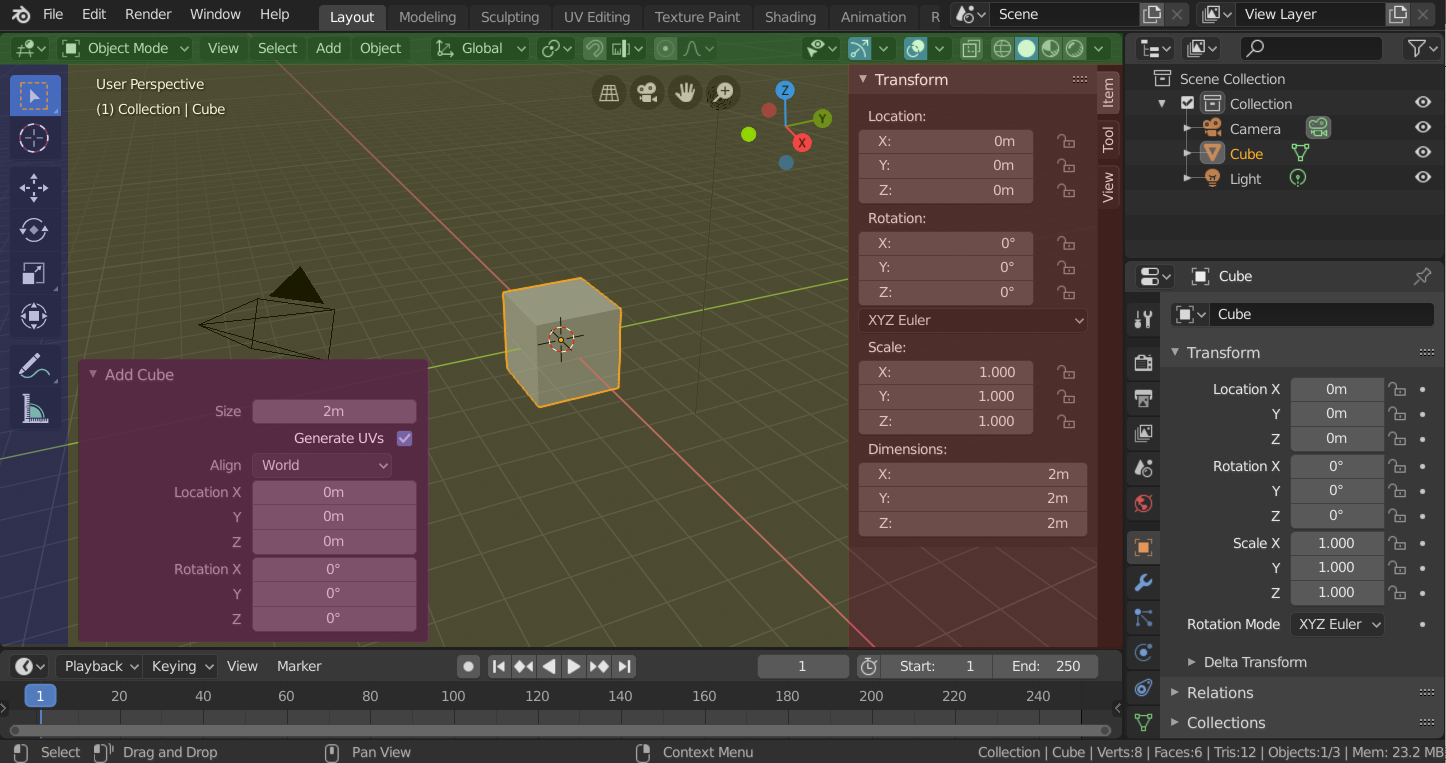 File Edit Render Window Help Layout Modeling Sculpting UV Editing Texture Paint Shading Animation R Scene View Layer
Object Mode View Select Add Object Global
User Perspective
(1) Collection | Cube
Z
Y
X
Transform
Location:
X: 0m
Y: 0m
Z: 0m
Rotation:
X: 0°
Y: 0°
Z: 0°
XYZ Euler
Scale:
X: 1.000
Y: 1.000
Z: 1.000
Dimensions:
X: 2m
Y: 2m
Z: 2m
Item
Tool
View
Add Cube
Size 2m
Generate UVs
Align World
Location X 0m
Y 0m
Z 0m
Rotation X 0°
Y 0°
Z 0°
Scene Collection
Collection
Camera
Cube
Light
Cube
Cube
Transform
Location X 0m
Y 0m
Z 0m
Rotation X 0°
Y 0°
Z 0°
Scale X 1.000
Y 1.000
Z 1.000
Rotation Mode XYZ Euler
Delta Transform
Relations
Collections
Playback Keying View Marker 1 Start: 1 End: 250
1 20 40 60 80 100 120 140 160 180 200 220 240
Select Drag and Drop Pan View Context Menu Collection | Cube | Verts:8 | Faces:6 | Tris:12 | Objects:1/3 | Mem: 23.2 MB